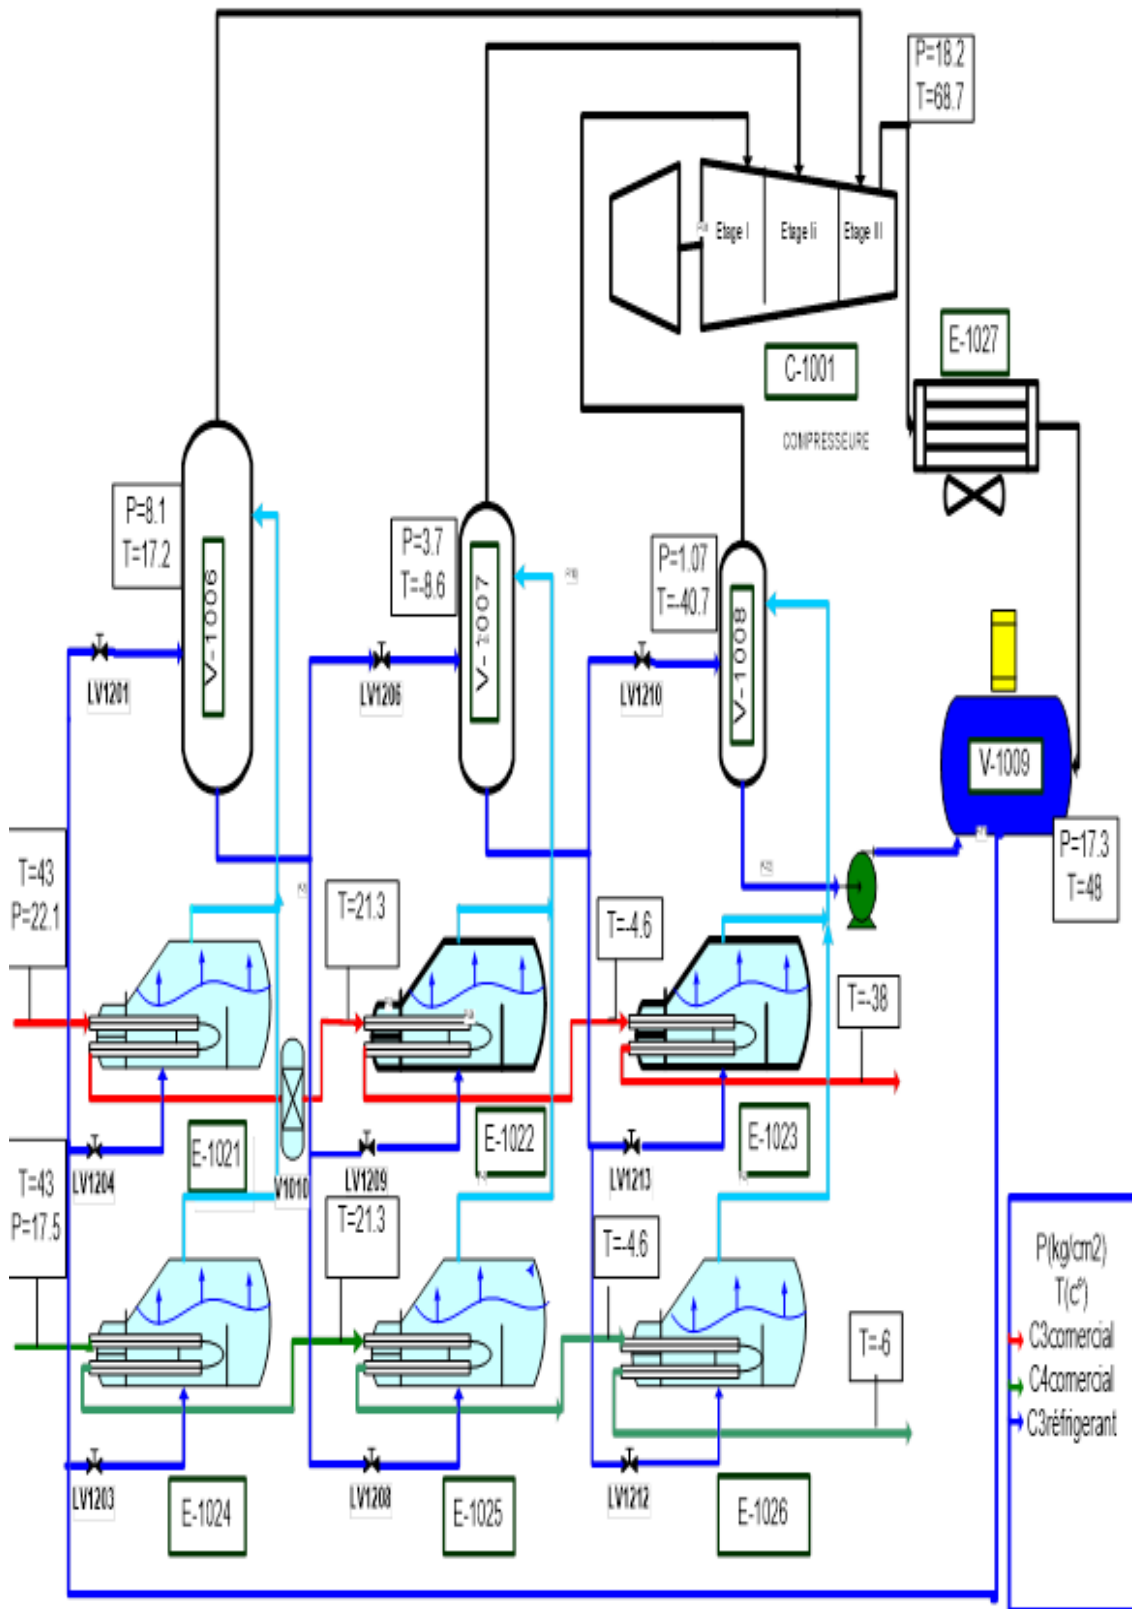 P=18.2
T=68.7
Etage I
Etage Ii
Etage III
E-1027
C-1001
COMPRESSEURE
P=8.1
T=17.2
V-1006
P=3.7
T=-8.6
V-1007
P=1.07
T=-40.7
V-1008
LV1201
LV1206
LV1210
V-1009
P=17.3
T=48
T=43
P=22.1
T=21.3
T=-4.6
T=-38
E-1021
E-1022
E-1023
LV1204
V1010
LV1209
LV1213
T=43
P=17.5
T=21.3
T=-4.6
T=-6
P(kg/cm2)
T(c°)
C3comercial
C4comercial
C3réfrigerant
LV1203
LV1208
LV1212
E-1024
E-1025
E-1026